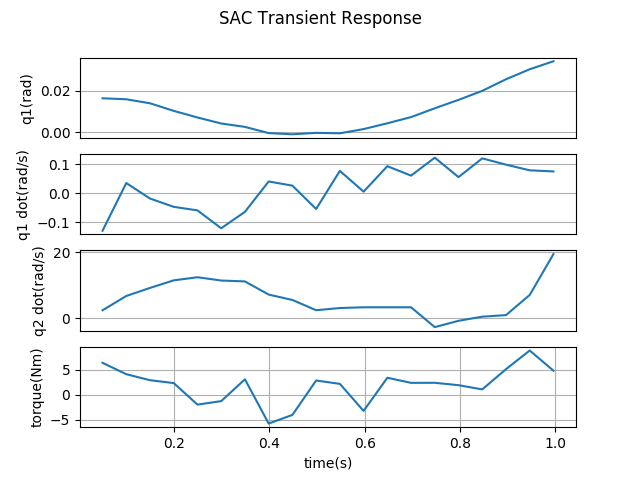 SAC Transient Response
q1(rad)
0.02
0.00
q1 dot(rad/s)
0.1
0.0
−0.1
q2 dot(rad/s)
20
0
torque(Nm)
5
0
−5
0.2 0.4 0.6 0.8 1.0
time(s)